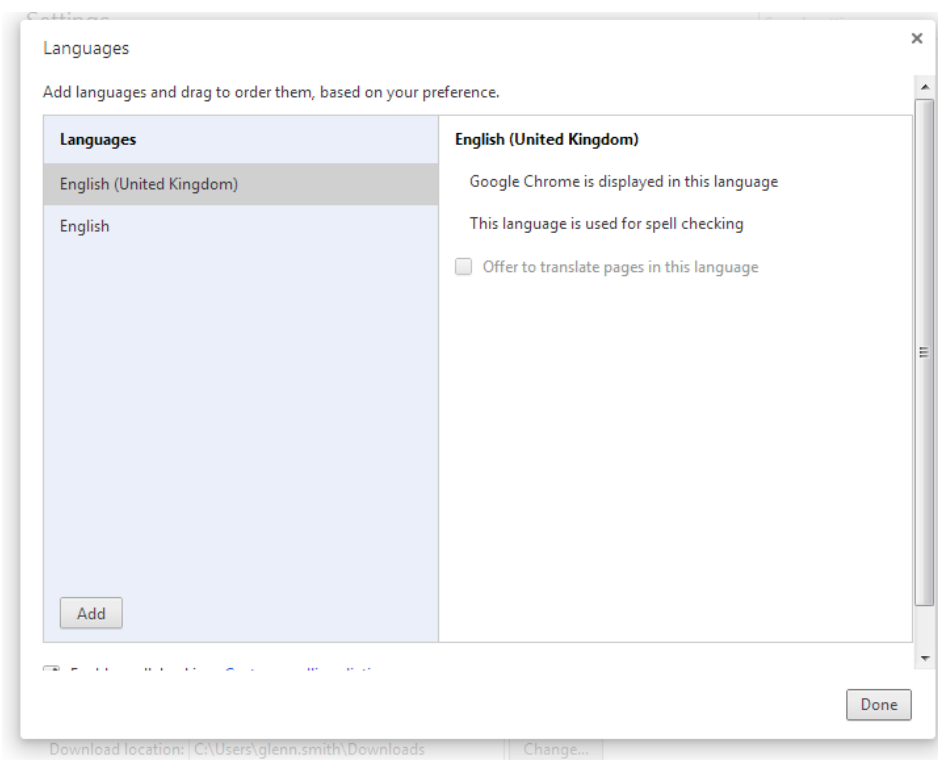 Settings
Languages
×
Add languages and drag to order them, based on your preference.
Languages
English (United Kingdom)
English
Add
English (United Kingdom)
Google Chrome is displayed in this language
This language is used for spell checking
Offer to translate pages in this language
Done
Download location: C:\Users\glenn.smith\Downloads Change...